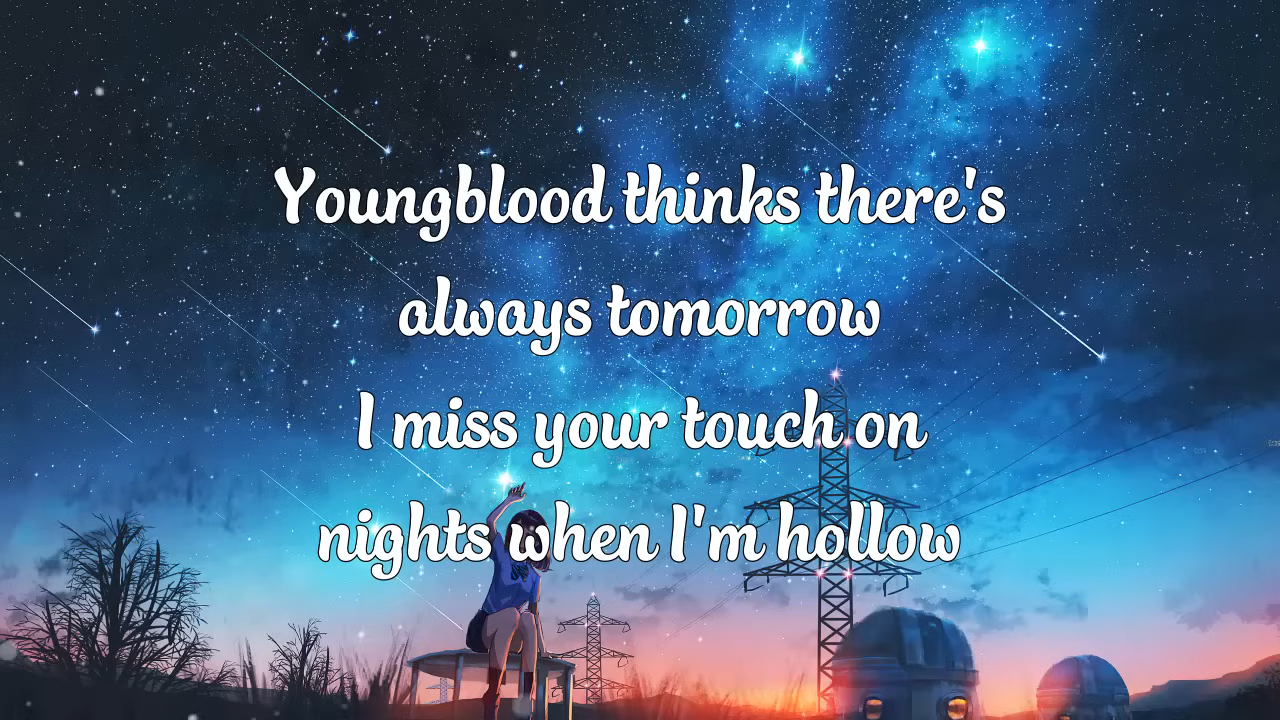 Youngblood thinks there's
always tomorrow
I miss your touch on
nights when I'm hollow